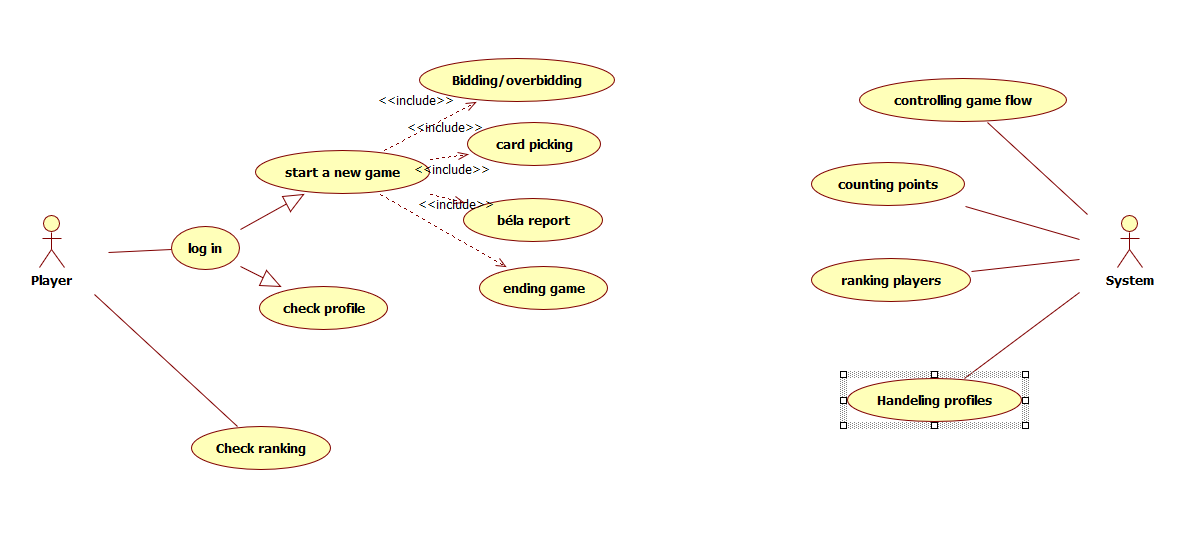 Bidding/overbidding
<<include>>
controlling game flow
<<include>>
card picking
start a new game
<<include>>
counting points
<<include>>
béla report
log in
Player
ranking players
System
ending game
check profile
Handeling profiles
Check ranking